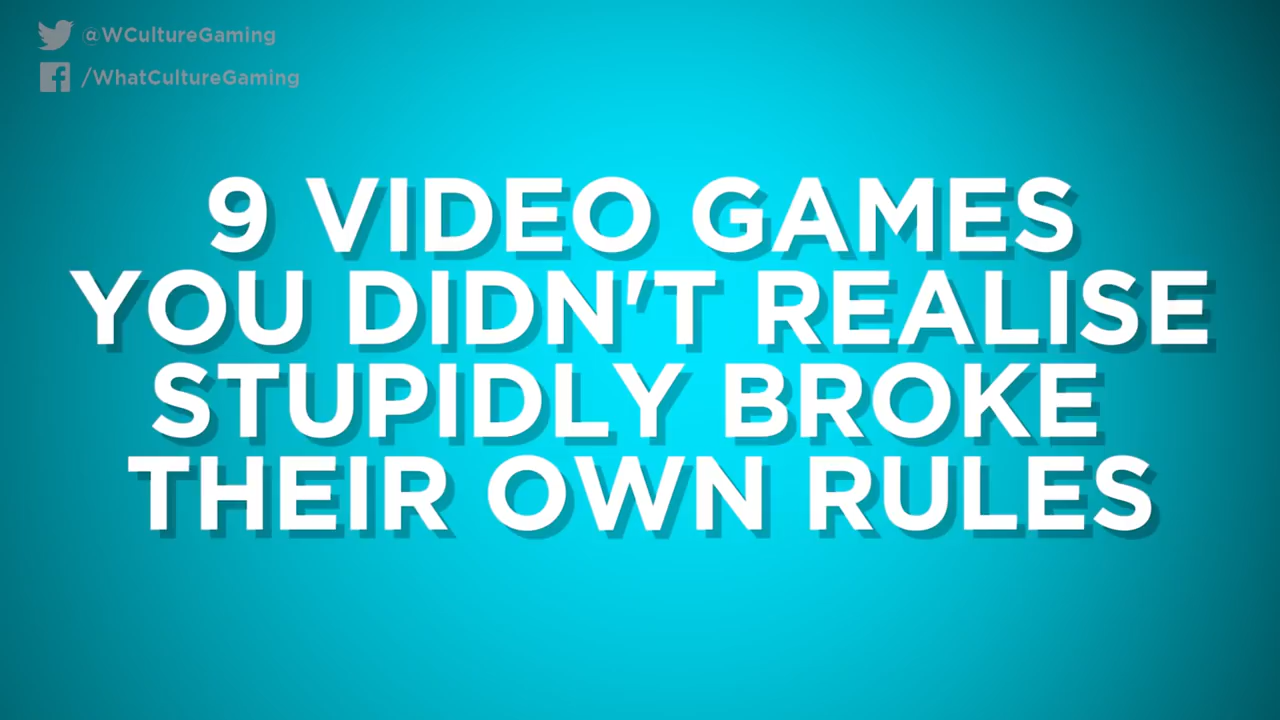 @WCultureGaming
/WhatCultureGaming
9 VIDEO GAMES
YOU DIDN'T REALISE
STUPIDLY BROKE
THEIR OWN RULES